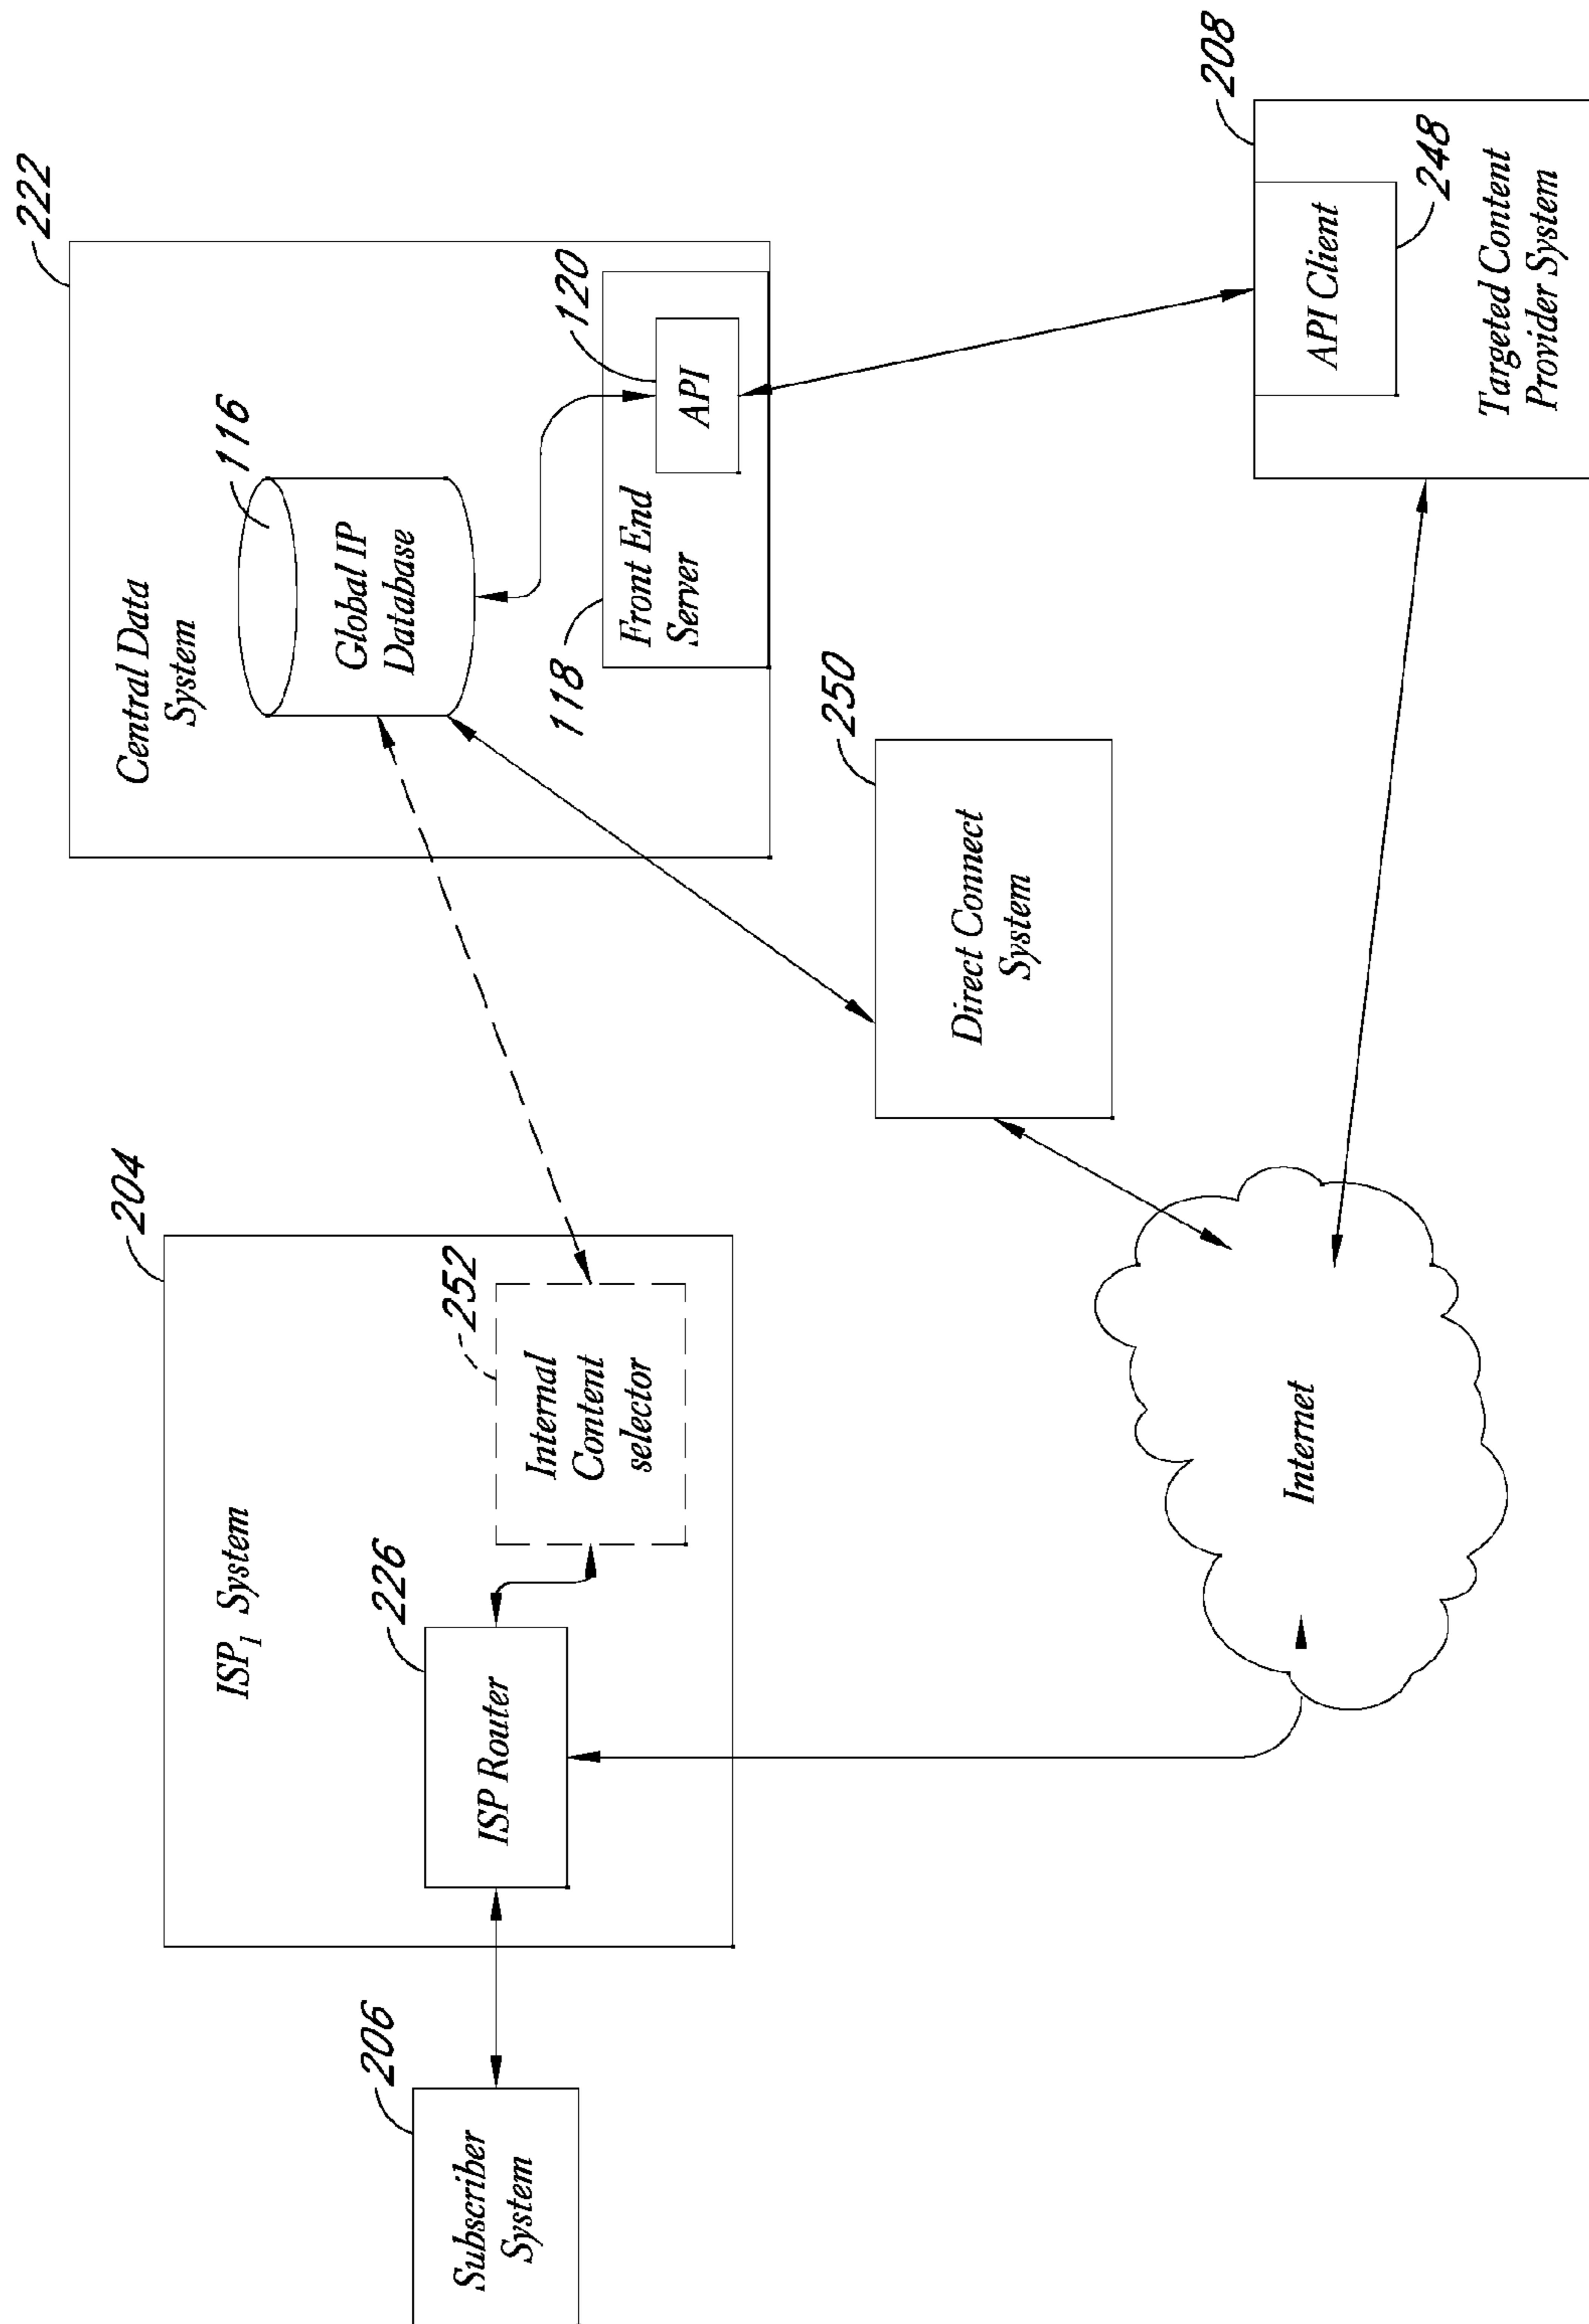 222
Central Data
System
116
Global IP
Database
118
Front End
Server
120
API
204
ISP1 System
226
ISP Router
252
Internal
Content
selector
206
Subscriber
System
250
Direct Connect
System
Internet
208
API Client
248
Targeted Content
Provider System